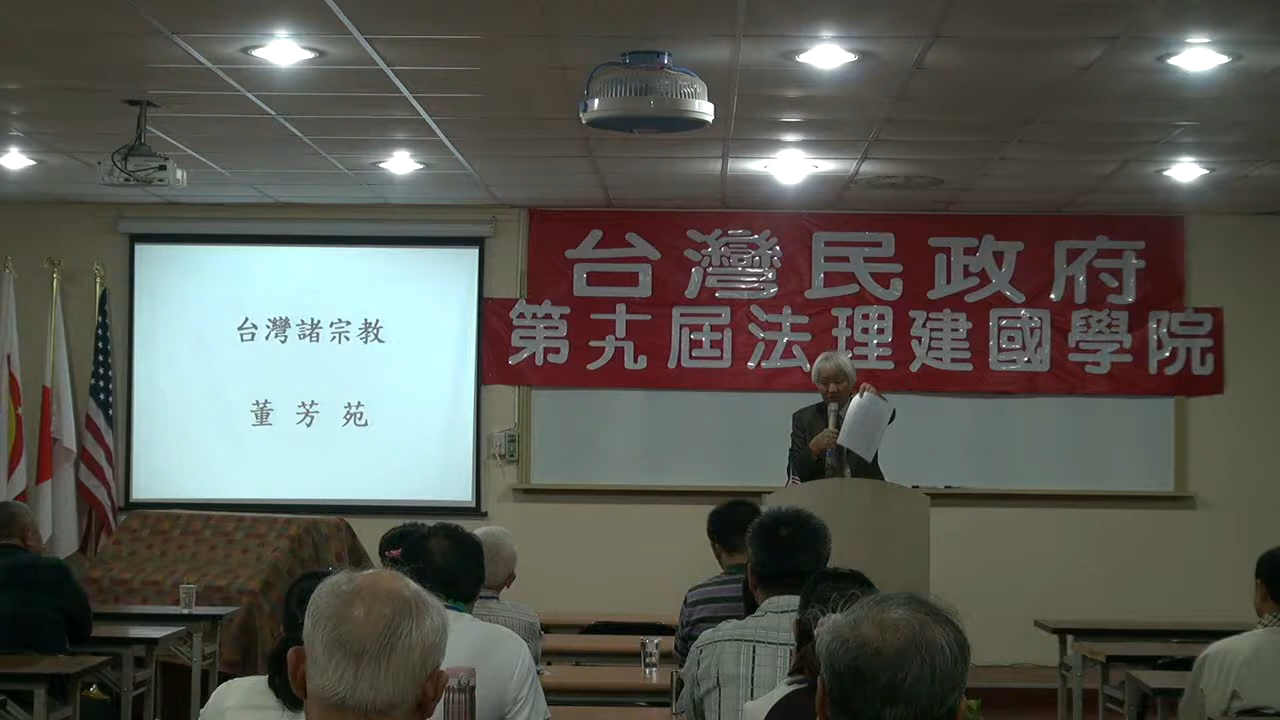 台灣諸宗教
董芳苑
台灣民政府
第九屆法理建國學院